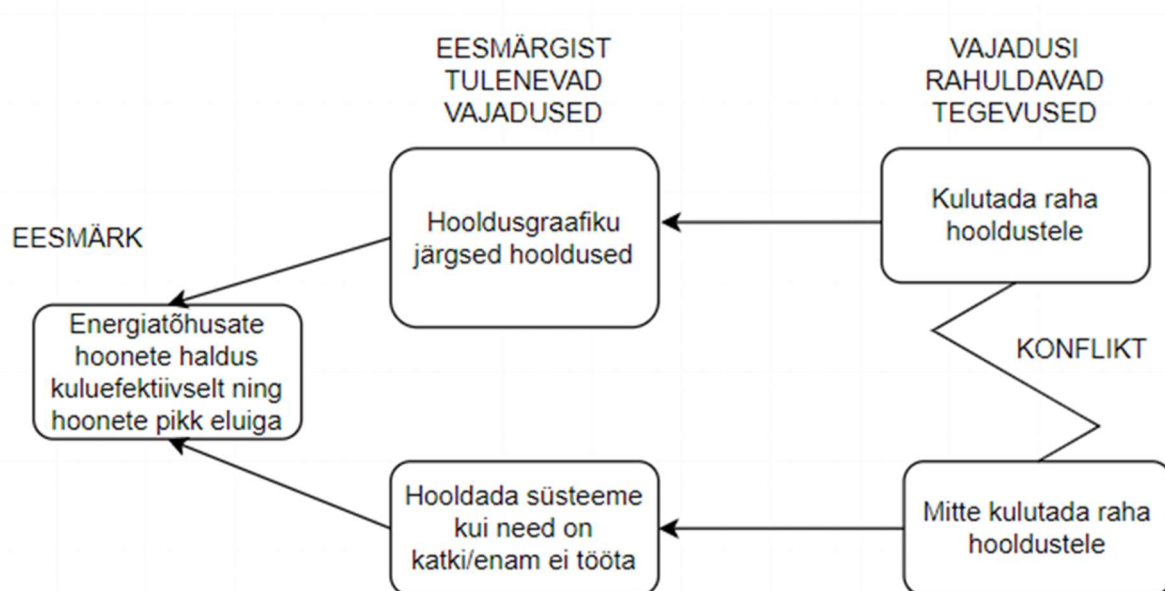 EESMÄRGIST
TULENEVAD
VAJADUSED
VAJADUSI
RAHULDAVAD
TEGEVUSED
EESMÄRK
Energiatõhusate
hoonete haldus
kuluefektiivselt ning
hoonete pikk eluiga
Hooldusgraafiku
järgsed hooldused
Kulutada raha
hooldustele
KONFLIKT
Hooldada süsteeme
kui need on
katki/enam ei tööta
Mitte kulutada raha
hooldustele